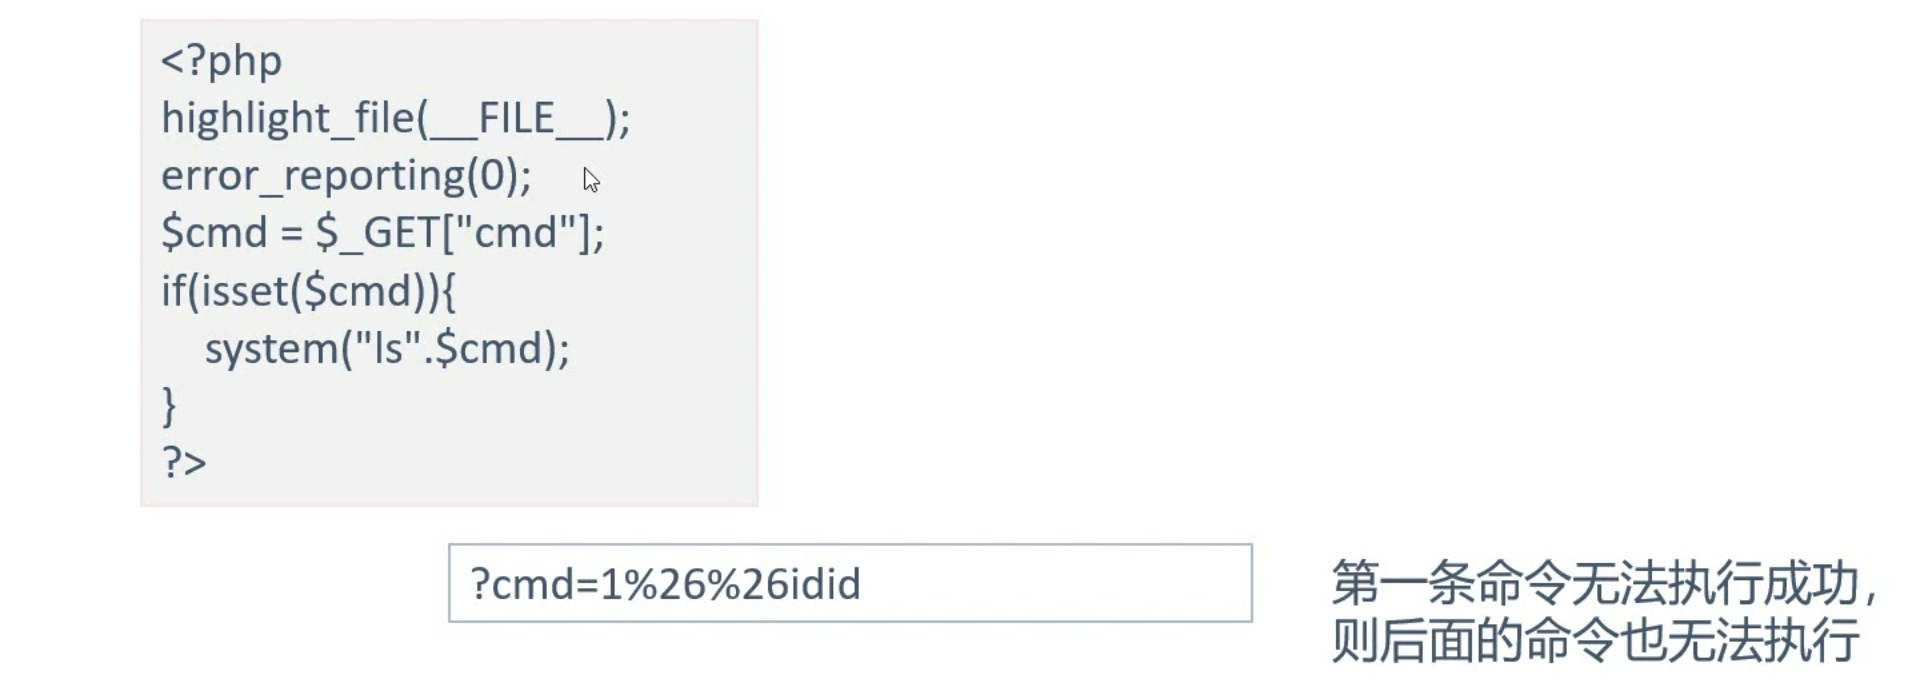 <?php
highlight_file(__FILE__);
error_reporting(0);
$cmd = $_GET["cmd"];
if(isset($cmd)){
    system("ls".$cmd);
}
?>
?cmd=1%26%26idid
第一条命令无法执行成功，
则后面的命令也无法执行